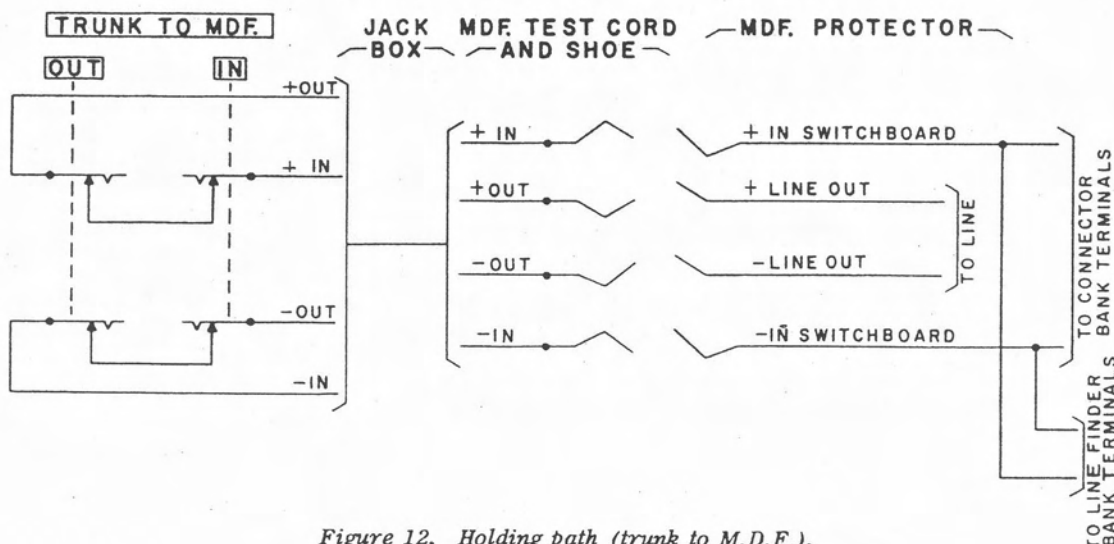 TRUNK TO MDF.
JACK BOX
MDF. TEST CORD AND SHOE
MDF. PROTECTOR
OUT
IN
+OUT
+ IN
-OUT
-IN
+ IN
+OUT
-OUT
-IN
+ IN SWITCHBOARD
+ LINE OUT
-LINE OUT
-IN SWITCHBOARD
TO LINE
TO CONNECTOR
BANK TERMINALS
TO LINE FINDER
BANK TERMINALS
Figure 12. Holding path (trunk to M.D.F.).